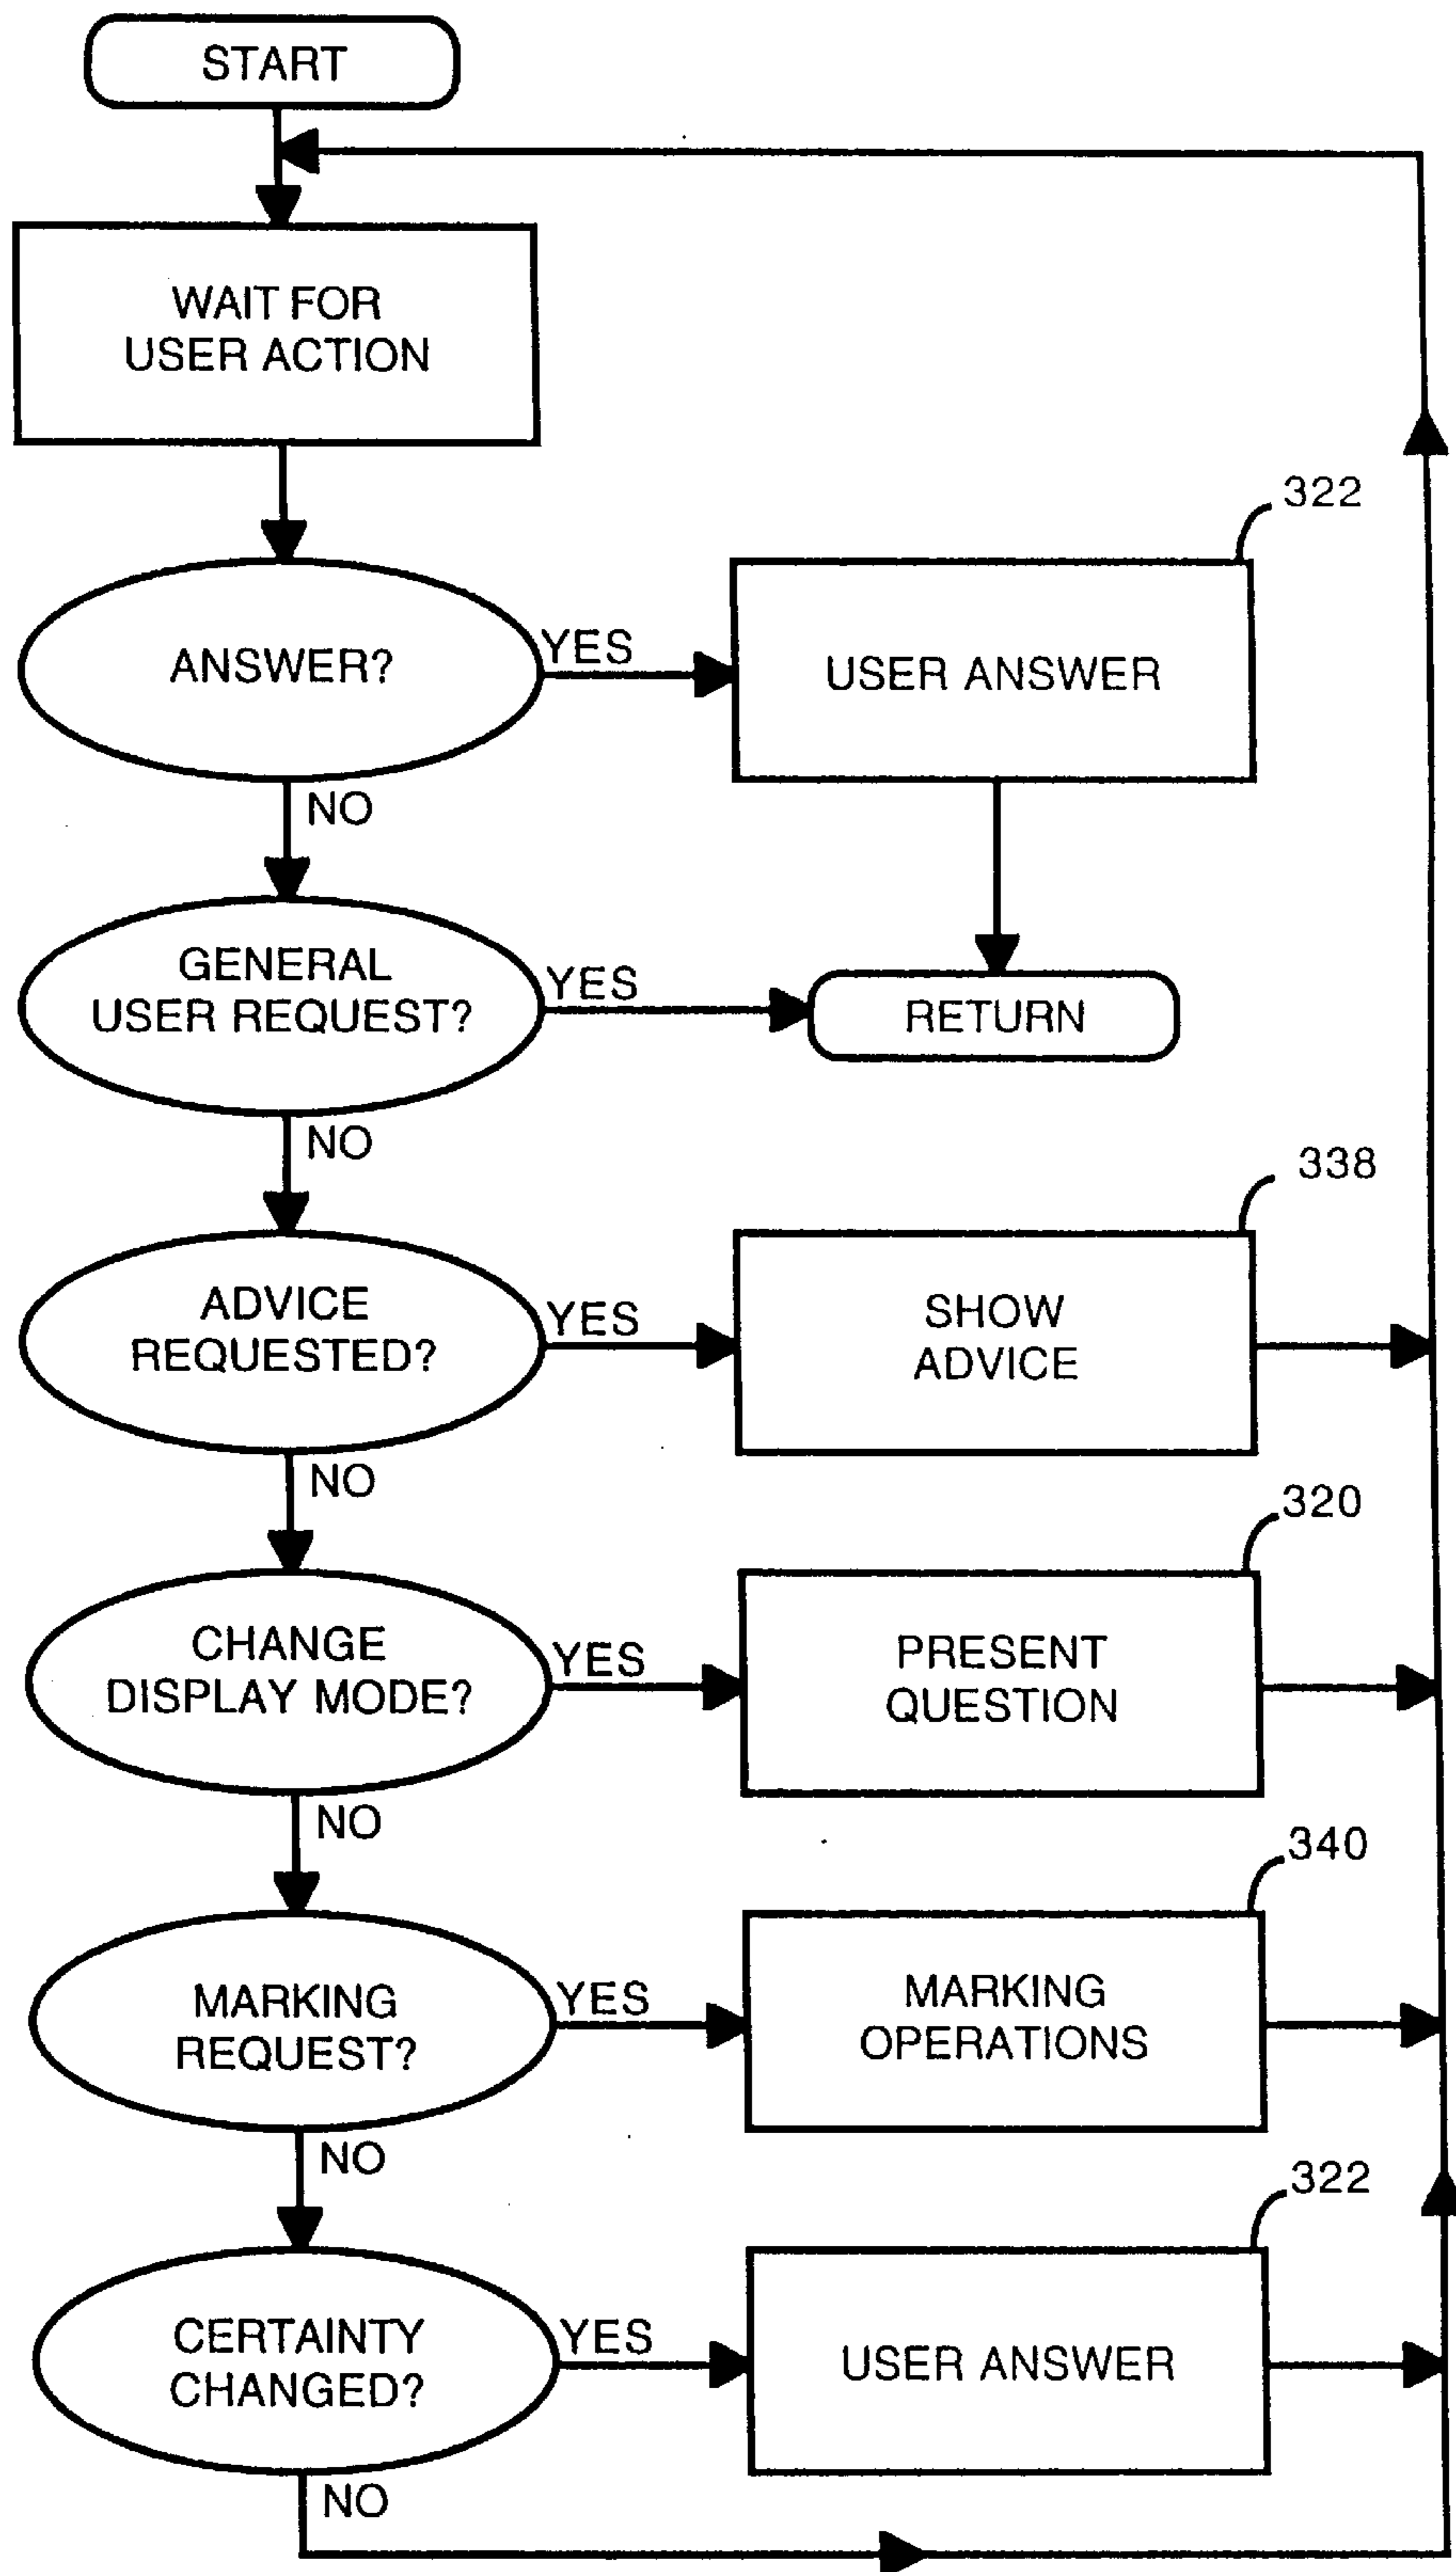 START
WAIT FOR
USER ACTION
322
ANSWER?
YES
USER ANSWER
NO
GENERAL
USER REQUEST?
YES
RETURN
NO
338
ADVICE
REQUESTED?
YES
SHOW
ADVICE
NO
320
CHANGE
DISPLAY MODE?
YES
PRESENT
QUESTION
NO
340
MARKING
REQUEST?
YES
MARKING
OPERATIONS
NO
322
CERTAINTY
CHANGED?
YES
USER ANSWER
NO